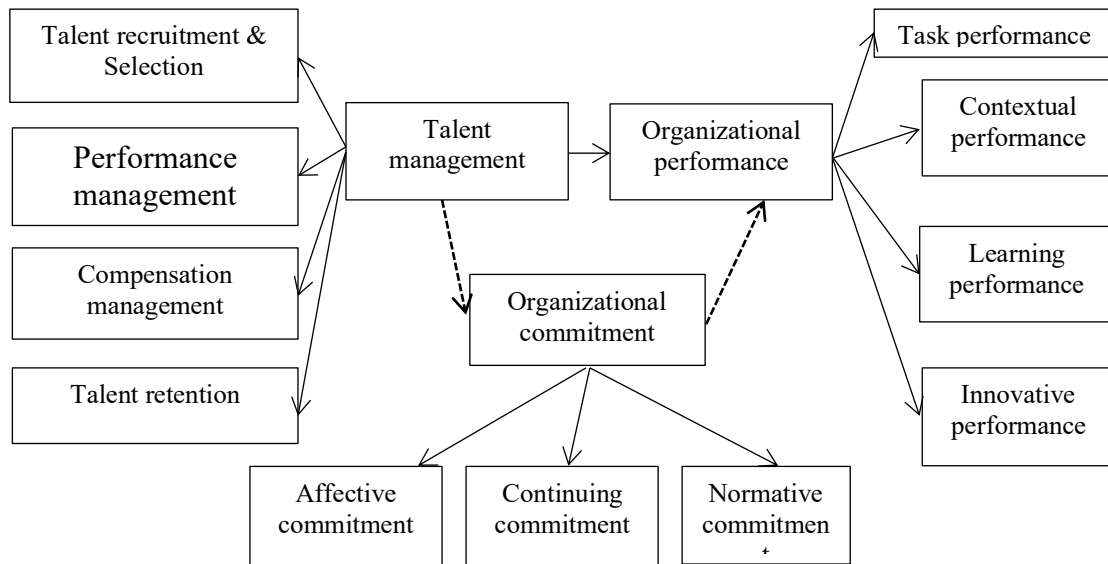 Talent recruitment &
Selection
Performance
management
Compensation
management
Talent retention
Talent
management
Organizational
performance
Organizational
commitment
Affective
commitment
Continuing
commitment
Normative
commitmen
t
Task performance
Contextual
performance
Learning
performance
Innovative
performance